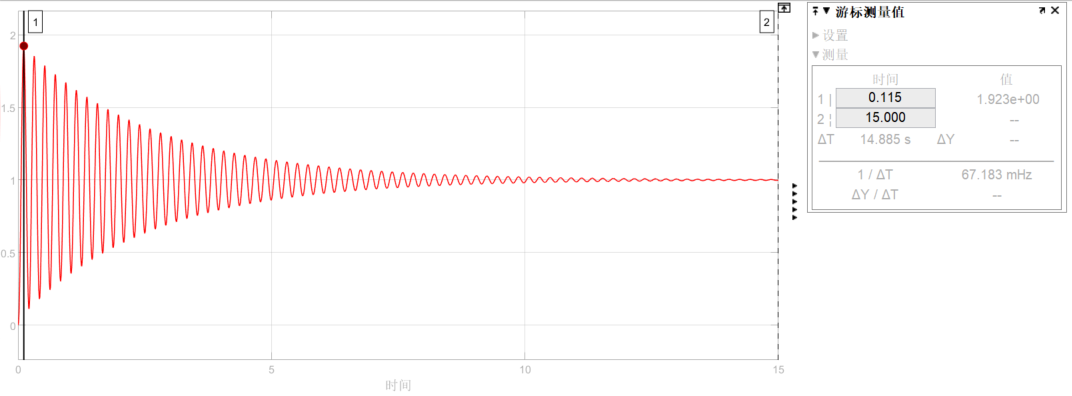 1
2
2
1.5
1
0.5
0
0
5
10
15
时间
游标测量值
设置
测量
时间 值
1 | 0.115 1.923e+00
2 ¦ 15.000 --
ΔT 14.885 s ΔY --
1 / ΔT 67.183 mHz
ΔY / ΔT --